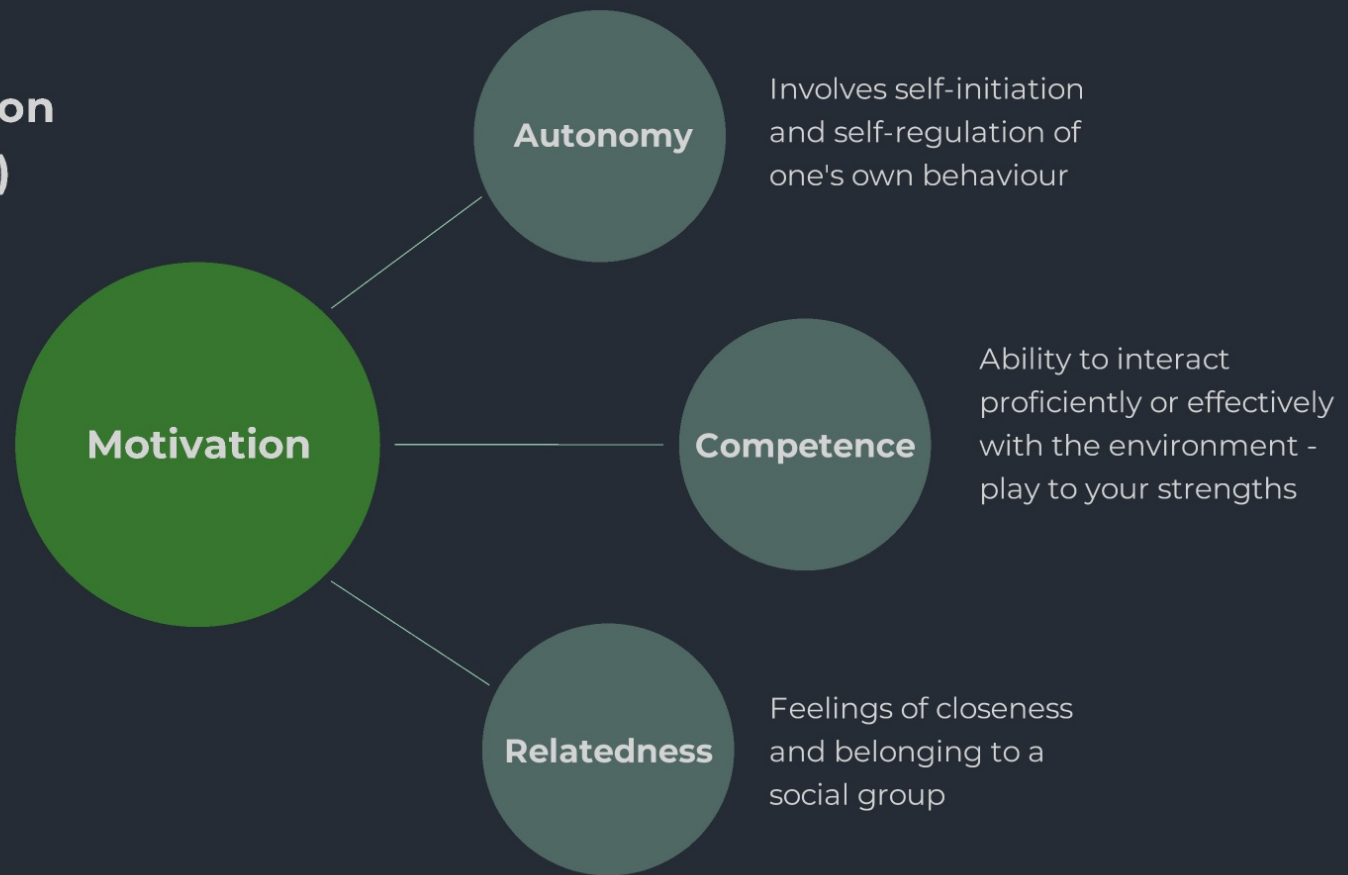 on
)
Autonomy
Involves self-initiation
and self-regulation of
one's own behaviour
Motivation
Competence
Ability to interact
proficiently or effectively
with the environment -
play to your strengths
Relatedness
Feelings of closeness
and belonging to a
social group